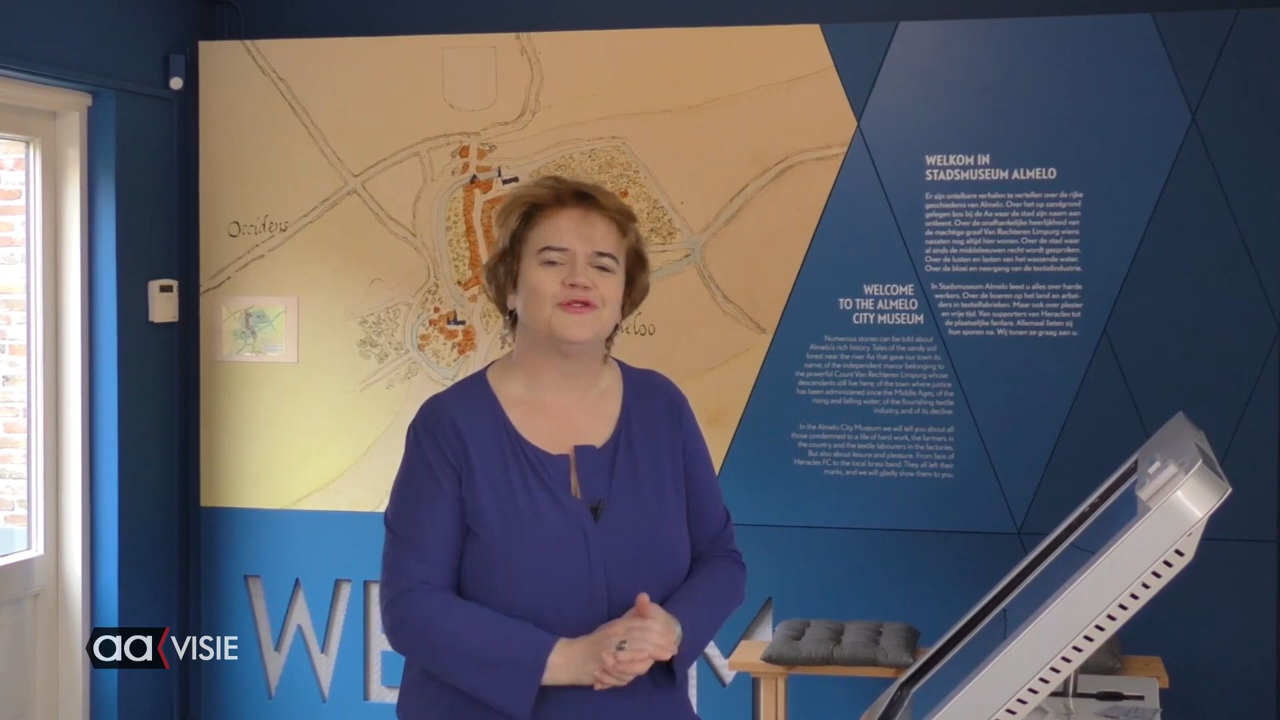 Occidens
eloo
WELKOM IN
STADSMUSEUM ALMELO
Er zijn ontelbare verhalen te vertellen over de rijke
geschiedenis van Almelo. Over het op zandgrond
gelegen bos bij de Aa waar de stad zijn naam aan
ontleent. Over de onafhankelijke heerlijkheid van
de machtige graaf Van Rechteren Limpurg wiens
nazaten nog altijd hier wonen. Over de stad waar
al sinds de middeleeuwen recht wordt gesproken.
Over de lusten en lasten van het wassende water.
Over de bloei en neergang van de textielindustrie.
In Stadsmuseum Almelo leest u alles over harde
werkers. Over de boeren op het land en arbei-
ders in textielfabrieken. Maar ook over plezier
en vrije tijd. Van supporters van Heracles tot
de plaatselijke fanfare. Allemaal lieten zij
hun sporen na. Wij tonen ze graag aan u.
WELCOME
TO THE ALMELO
CITY MUSEUM
Numerous stories can be told about
Almelo's rich history. Tales of the sandy soil
forest near the river Aa that gave our town its
name; of the independent manor belonging to
the powerful Count Van Rechteren Limpurg whose
descendants still live here; of the town where justice
has been administered since the Middle Ages; of the
rising and falling water; of the flourishing textile
industry, and of its decline.
In the Almelo City Museum we will tell you about all
those condemned to a life of hard work, the farmers in
the country and the textile labourers in the factories.
But also about leisure and pleasure. From fans of
Heracles FC to the local brass band. They all left their
marks, and we will gladly show them to you.
WE M
aa VISIE